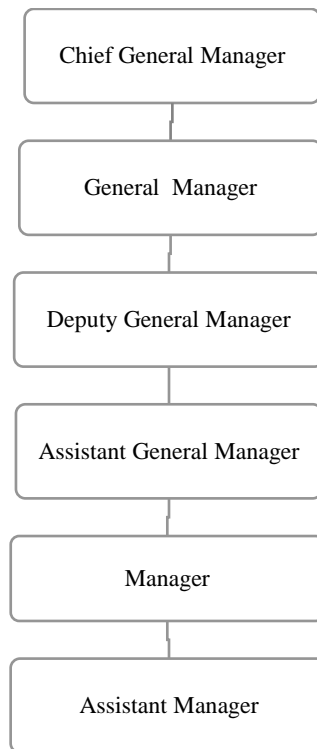 Chief General Manager
General  Manager
Deputy General Manager
Assistant General Manager
Manager
Assistant Manager